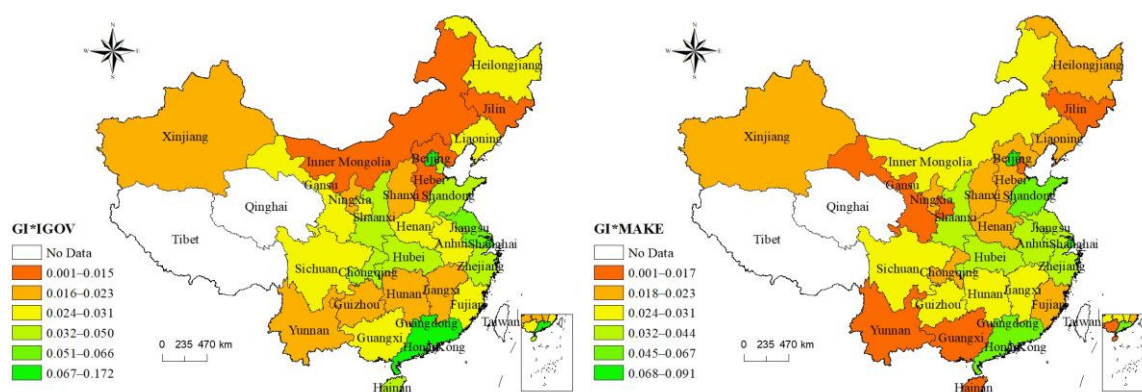 N
W E
S
Heilongjiang
Jilin
Liaoning
Xinjiang
Inner Mongolia
Beijing
Gansu
Hebei
Ningxia
Shanxi
Shandong
Qinghai
Shaanxi
Henan
Jiangsu
Tibet
Anhui
Shanghai
Hubei
Sichuan
Chongqing
Zhejiang
Hunan
Jiangxi
Guizhou
Fujian
Yunnan
Guangdong
Taiwan
Guangxi
Hong Kong
Hainan
GI*IGOV
No Data
0.001–0.015
0.016–0.023
0.024–0.031
0.032–0.050
0.051–0.066
0.067–0.172
0 235 470 km
N
W E
S
Heilongjiang
Jilin
Liaoning
Xinjiang
Inner Mongolia
Beijing
Gansu
Hebei
Ningxia
Shanxi
Shandong
Qinghai
Shaanxi
Henan
Jiangsu
Tibet
Anhui
Shanghai
Hubei
Sichuan
Chongqing
Zhejiang
Hunan
Jiangxi
Guizhou
Fujian
Yunnan
Guangdong
Taiwan
Guangxi
Hong Kong
Hainan
GI*MAKE
No Data
0.001–0.017
0.018–0.023
0.024–0.031
0.032–0.044
0.045–0.067
0.068–0.091
0 235 470 km